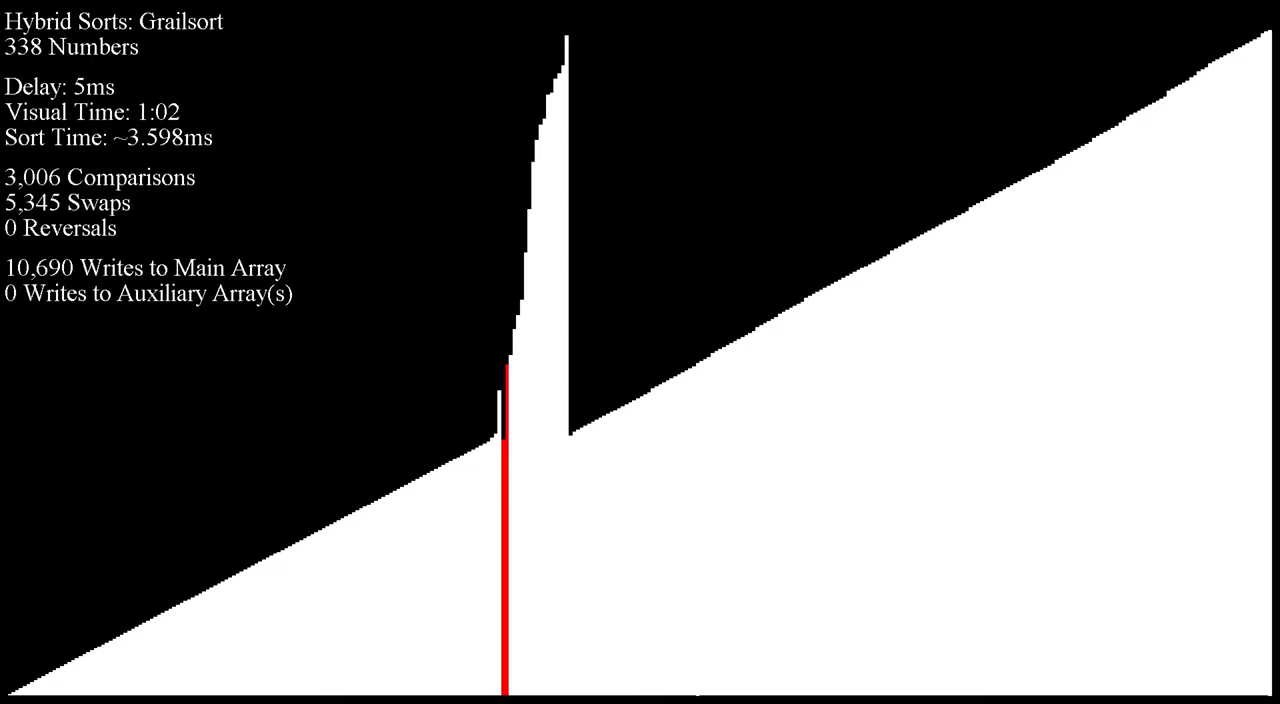 Hybrid Sorts: Grailsort
338 Numbers
Delay: 5ms
Visual Time: 1:02
Sort Time: ~3.598ms
3,006 Comparisons
5,345 Swaps
0 Reversals
10,690 Writes to Main Array
0 Writes to Auxiliary Array(s)